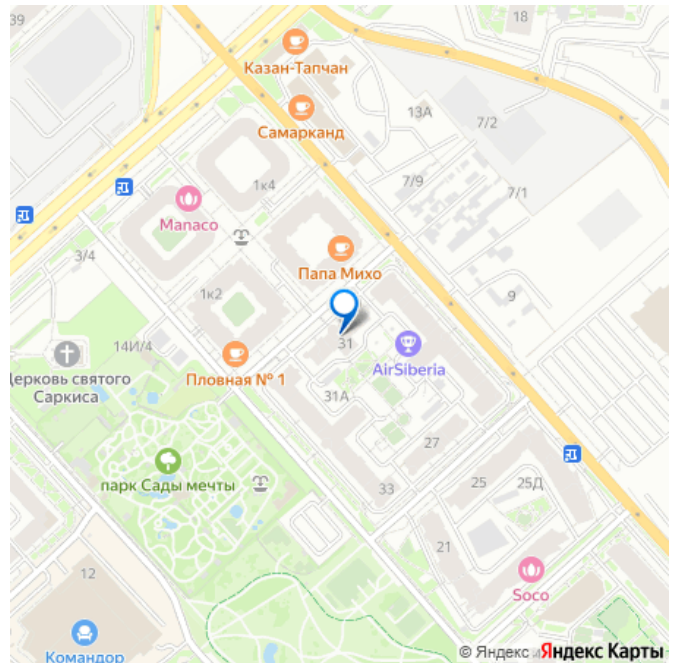 39
18
Казан-Тапчан
13А
7/2
Самарканд
1к4
7/9
7/1
Manaco
3/4
Папа Михо
1к2
9
14И/4
31
Церковь святого
Саркиса
Пловная № 1
AirSiberia
31А
27
парк Сады мечты
33
25
25Д
21
12
Soco
Командор
© Яндекс
Яндекс Карты